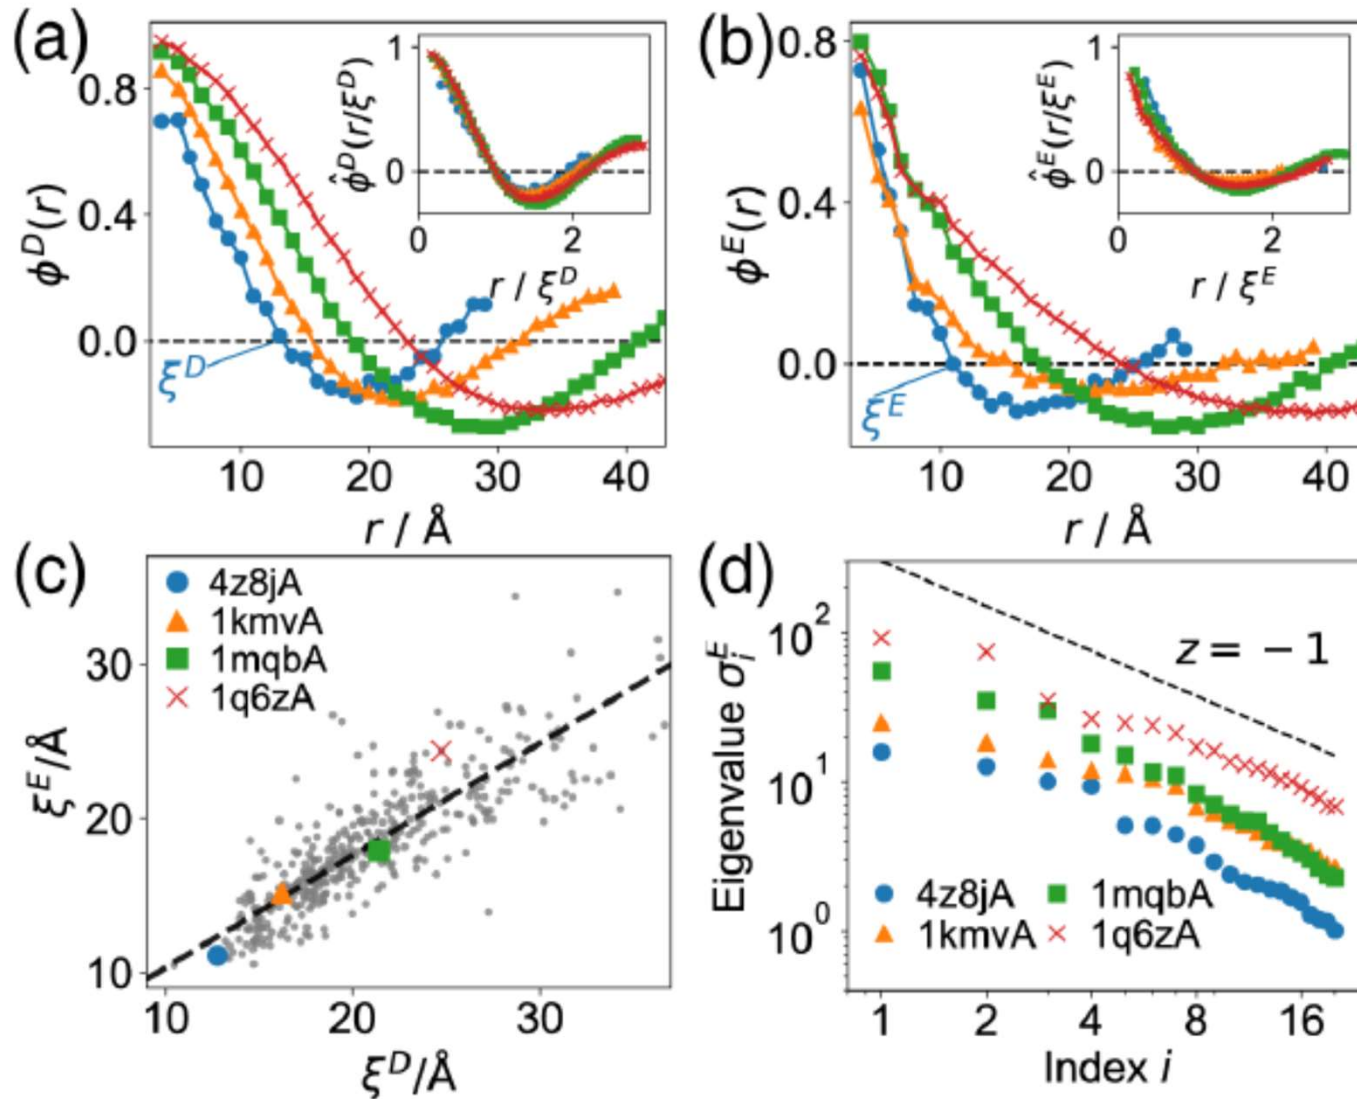 (a)
ϕ^D(r)
0.8
0.4
0.0
10 20 30 40
r / Å
ξ^D
ϕ̂^D(r/ξ^D)
1
0
0 2
r / ξ^D
(b)
ϕ^E(r)
0.8
0.4
0.0
10 20 30 40
r / Å
ξ^E
ϕ̂^E(r/ξ^E)
1
0
0 2
r / ξ^E
(c)
4z8jA
1kmvA
1mqbA
1q6zA
ξ^E/Å
30
20
10
10 20 30
ξ^D/Å
(d)
Eigenvalue σ_i^E
10^2
10^1
10^0
z = − 1
4z8jA 1mqbA
1kmvA 1q6zA
1 2 4 8 16
Index i